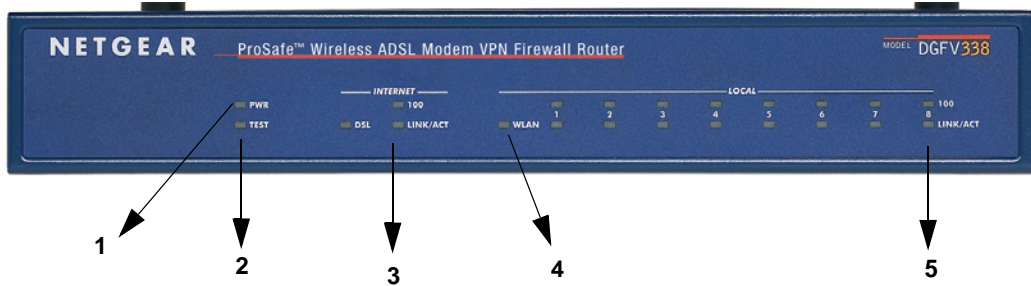 NETGEAR ProSafe™ Wireless ADSL Modem VPN Firewall Router MODEL DGFV338
INTERNET LOCAL
PWR 100 100
1 2 3 4 5 6 7 8
TEST DSL LINK/ACT WLAN LINK/ACT
1 2 3 4 5